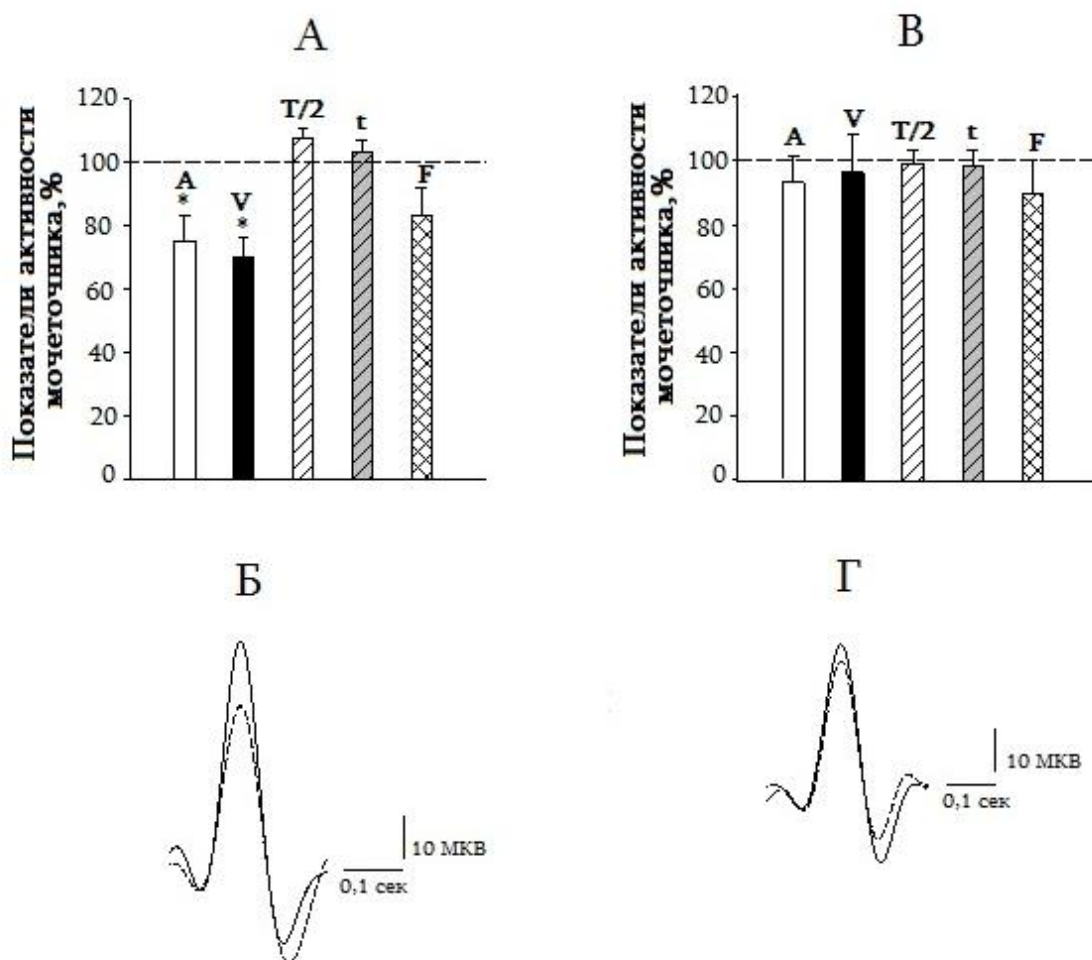 А
В
Показатели активности
мочеточника,%
120
100
80
60
40
20
0
A
*
V
*
T/2
t
F
Показатели активности
мочеточника,%
120
100
80
60
40
20
0
A
V
T/2
t
F
Б
Г
10 МКВ
0,1 сек
10 МКВ
0,1 сек